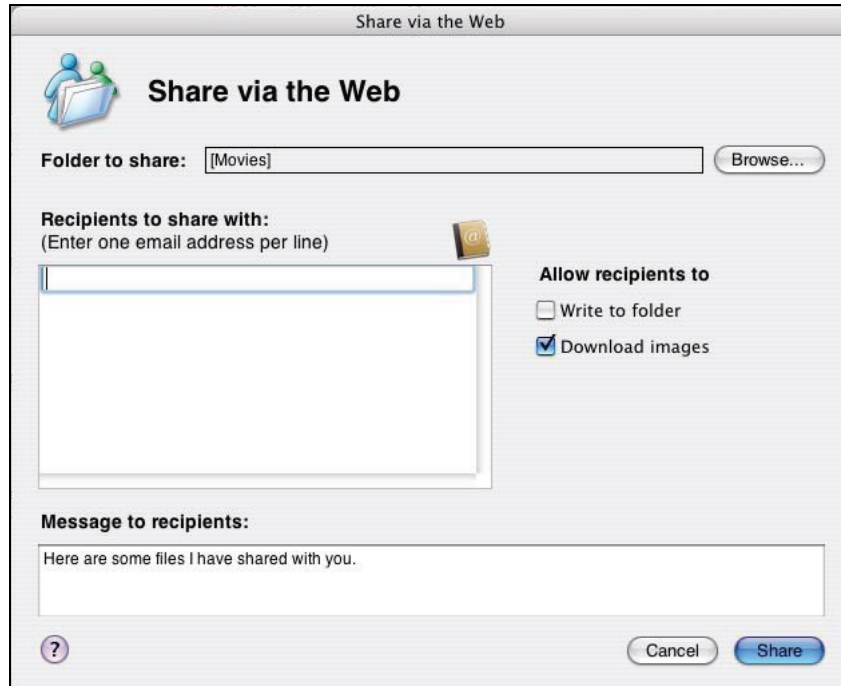 Share via the Web
Share via the Web
Folder to share: [Movies] Browse...
Recipients to share with:
(Enter one email address per line)
@
Allow recipients to
Write to folder
Download images
Message to recipients:
Here are some files I have shared with you.
? Cancel Share